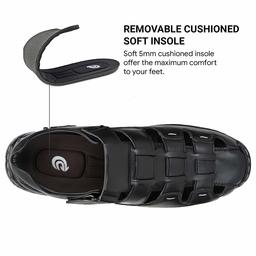 REMOVABLE CUSHIONED
SOFT INSOLE
Soft 5mm cushioned insole
offer the maximum comfort
to your feet.